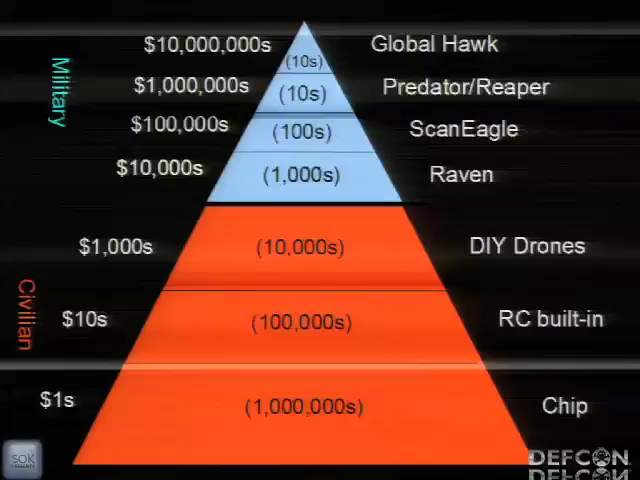 $10,000,000s (10s) Global Hawk
$1,000,000s (10s) Predator/Reaper
$100,000s (100s) ScanEagle
$10,000s (1,000s) Raven
Military
$1,000s (10,000s) DIY Drones
$10s (100,000s) RC built-in
$1s (1,000,000s) Chip
Civilian
SOK
DEFCON
DEFCON